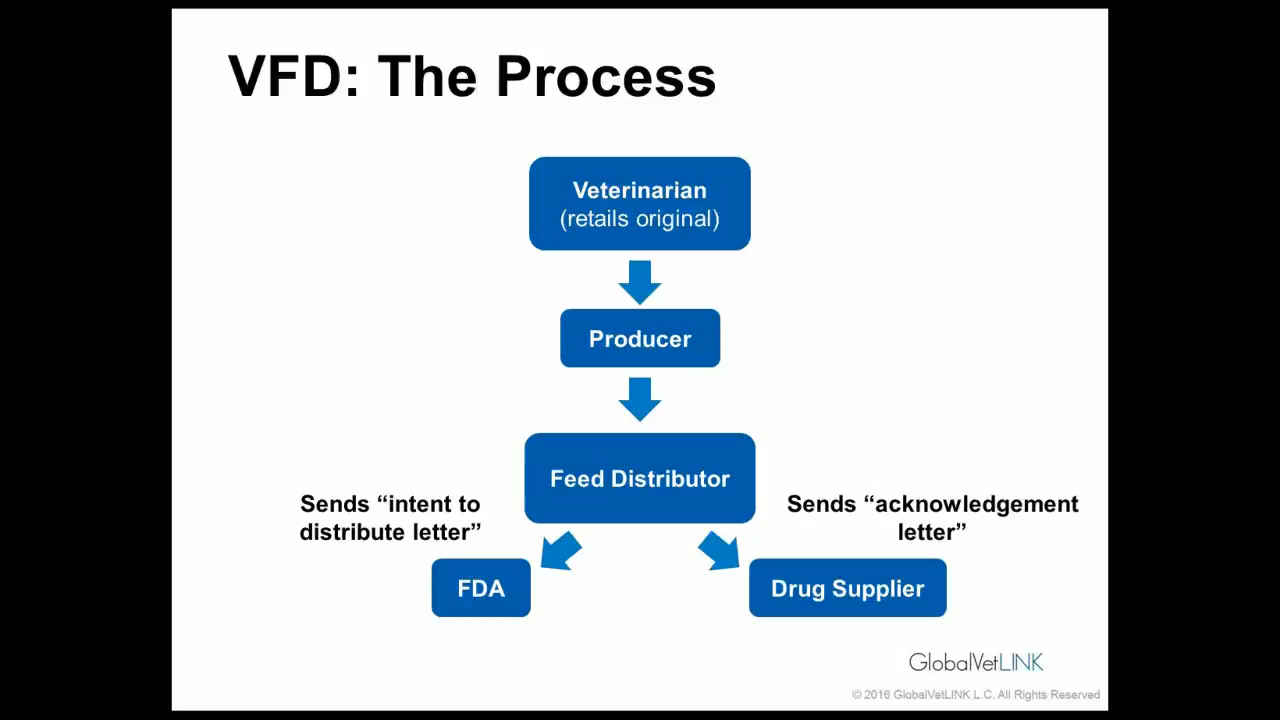 VFD: The Process
Veterinarian
(retails original)
Producer
Feed Distributor
Sends “intent to
distribute letter”
Sends “acknowledgement
letter”
FDA
Drug Supplier
GlobalVetLINK
© 2016 GlobalVetLINK L.C. All Rights Reserved